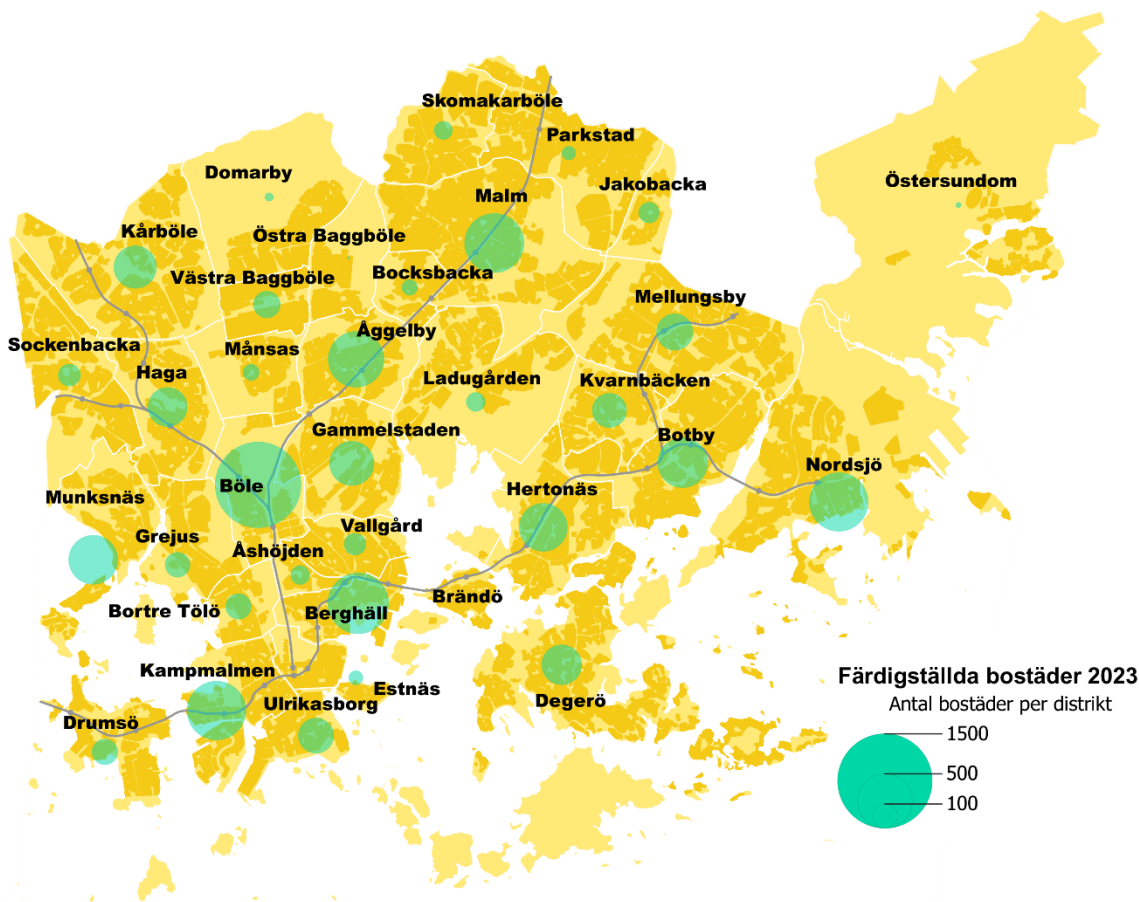 Skomakarböle
Parkstad
Domarby
Jakobacka
Östersundom
Malm
Kårböle
Östra Baggböle
Västra Baggböle
Bocksbacka
Mellungsby
Åggelby
Sockenbacka
Månsas
Haga
Ladugården
Kvarnbäcken
Gammelstaden
Botby
Nordsjö
Böle
Hertonäs
Munksnäs
Vallgård
Grejus
Åshöjden
Brändö
Bortre Tölö
Berghäll
Kampmalmen
Estnäs
Degerö
Ulrikasborg
Drumsö
Färdigställda bostäder 2023
Antal bostäder per distrikt
1500
500
100